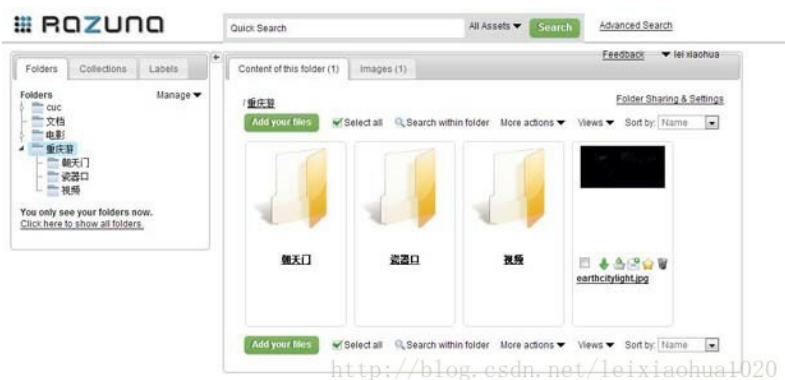 RAZUNA
Quick Search
All Assets
Search
Advanced Search
Feedback
lei xiaohua
Folders
Collections
Labels
Folders
Manage
cuc
文档
电影
重庆游
朝天门
瓷器口
视频
You only see your folders now.
Click here to show all folders.
Content of this folder (1)
Images (1)
/重庆游
Folder Sharing & Settings
Add your files
Select all
Search within folder
More actions
Views
Sort by: Name
朝天门
瓷器口
视频
earthcitylight.jpg
Add your files
Select all
Search within folder
More actions
Views
Sort by: Name
http://blog.csdn.net/leixiaohua1020